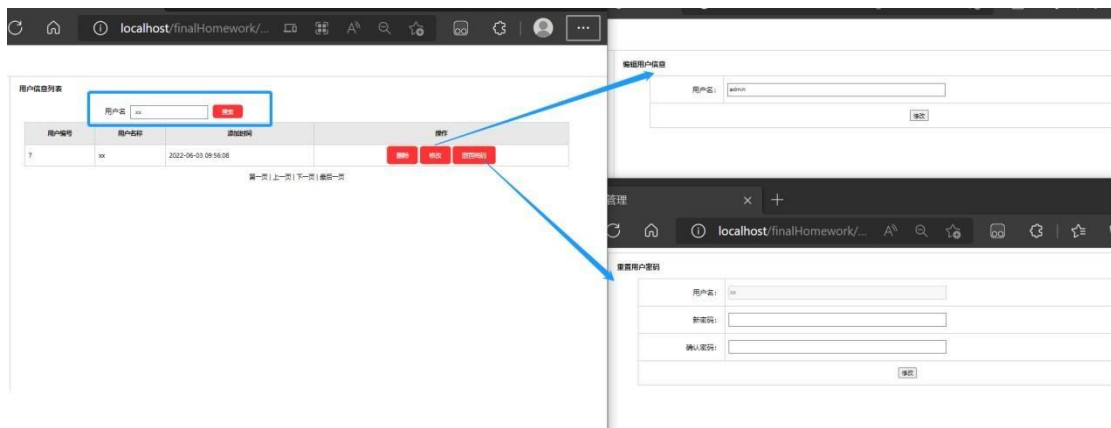 localhost/finalHomework/...
用户信息列表
用户名 xx 搜索
用户编号 用户名称 添加时间 操作
7 xx 2022-06-03 09:56:08 删除 修改 重置密码
第一页 | 上一页 | 下一页 | 最后一页
编辑用户信息
用户名: admin
修改
管理
localhost/finalHomework/...
重置用户密码
用户名: xx
新密码:
确认密码:
修改